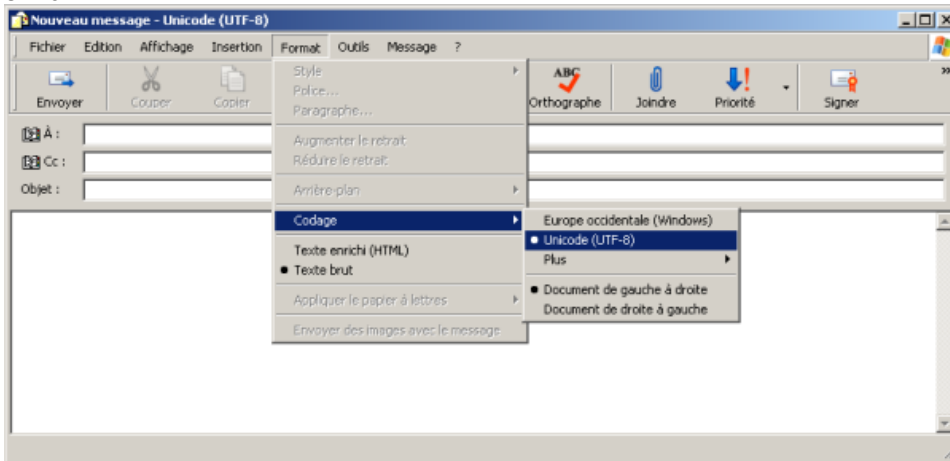 Nouveau message - Unicode (UTF-8)
Fichier Edition Affichage Insertion Format Outils Message ?
Envoyer Couper Copier Orthographe Joindre Priorité Signer
À :
Cc :
Objet :
Style
Police...
Paragraphe...
Augmenter le retrait
Réduire le retrait
Arrière-plan
Codage
Texte enrichi (HTML)
Texte brut
Appliquer le papier à lettres
Envoyer des images avec le message
Europe occidentale (Windows)
Unicode (UTF-8)
Plus
Document de gauche à droite
Document de droite à gauche